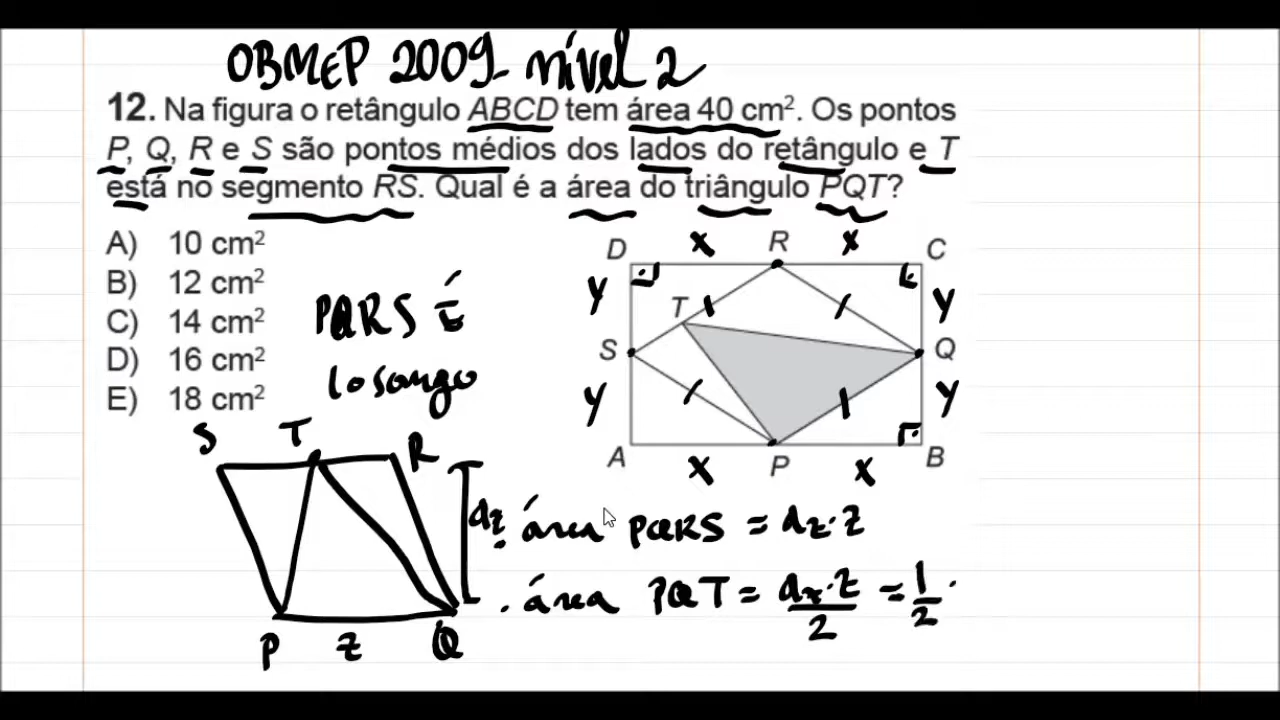 OBMEP 2009 - nível 2
12. Na figura o retângulo ABCD tem área 40 cm². Os pontos
P, Q, R e S são pontos médios dos lados do retângulo e T
está no segmento RS. Qual é a área do triângulo PQT?
A) 10 cm²
B) 12 cm²
C) 14 cm²
D) 16 cm²
E) 18 cm²
PQRS É
losango
D x R x C
y y
T
S Q
y y
A x P x B
S T R
dz
P z Q
. área PQRS = dz . z
. área PQT = dz . z / 2 = 1/2 .